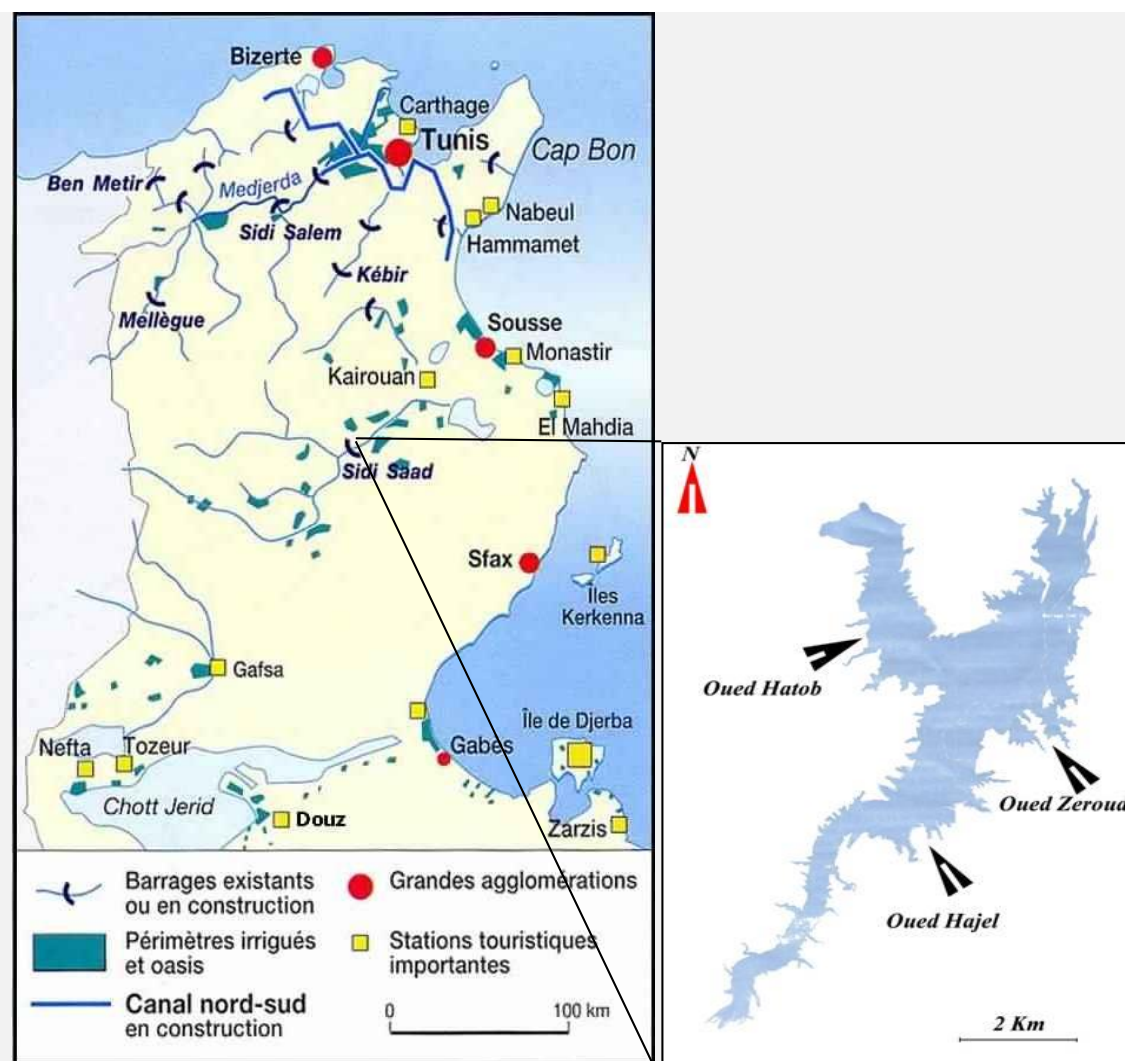 Bizerte
Carthage
Tunis
Cap Bon
Ben Metir
Medjerda
Nabeul
Sidi Salem
Hammamet
Kébir
Mellègue
Sousse
Monastir
Kairouan
El Mahdia
Sidi Saad
Sfax
Îles
Kerkenna
Gafsa
Île de Djerba
Nefta
Tozeur
Gabès
Chott Jerid
Douz
Zarzis
Barrages existants
ou en construction
Grandes agglomérations
Périmètres irrigués
et oasis
Stations touristiques
importantes
Canal nord-sud
en construction
0
100 km
N
Oued Hatob
Oued Zeroud
Oued Hajel
2 Km